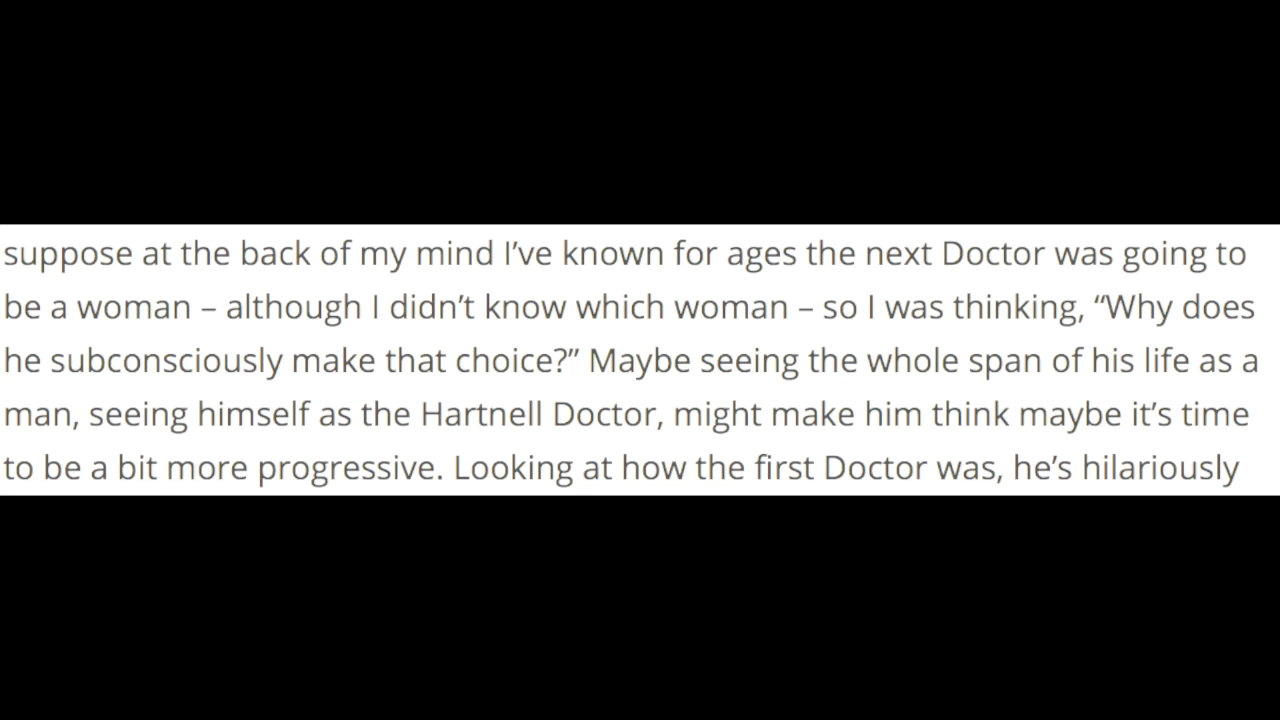 suppose at the back of my mind I’ve known for ages the next Doctor was going to
be a woman – although I didn’t know which woman – so I was thinking, “Why does
he subconsciously make that choice?” Maybe seeing the whole span of his life as a
man, seeing himself as the Hartnell Doctor, might make him think maybe it’s time
to be a bit more progressive. Looking at how the first Doctor was, he’s hilariously